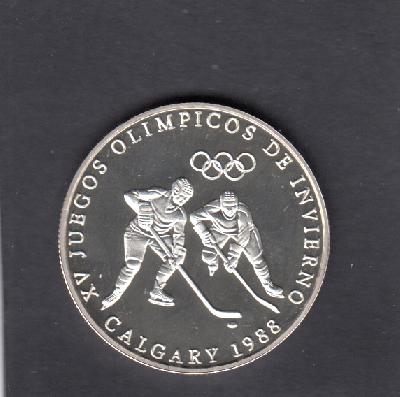 XV JUEGOS OLIMPICOS DE INVIERNO
CALGARY 1988